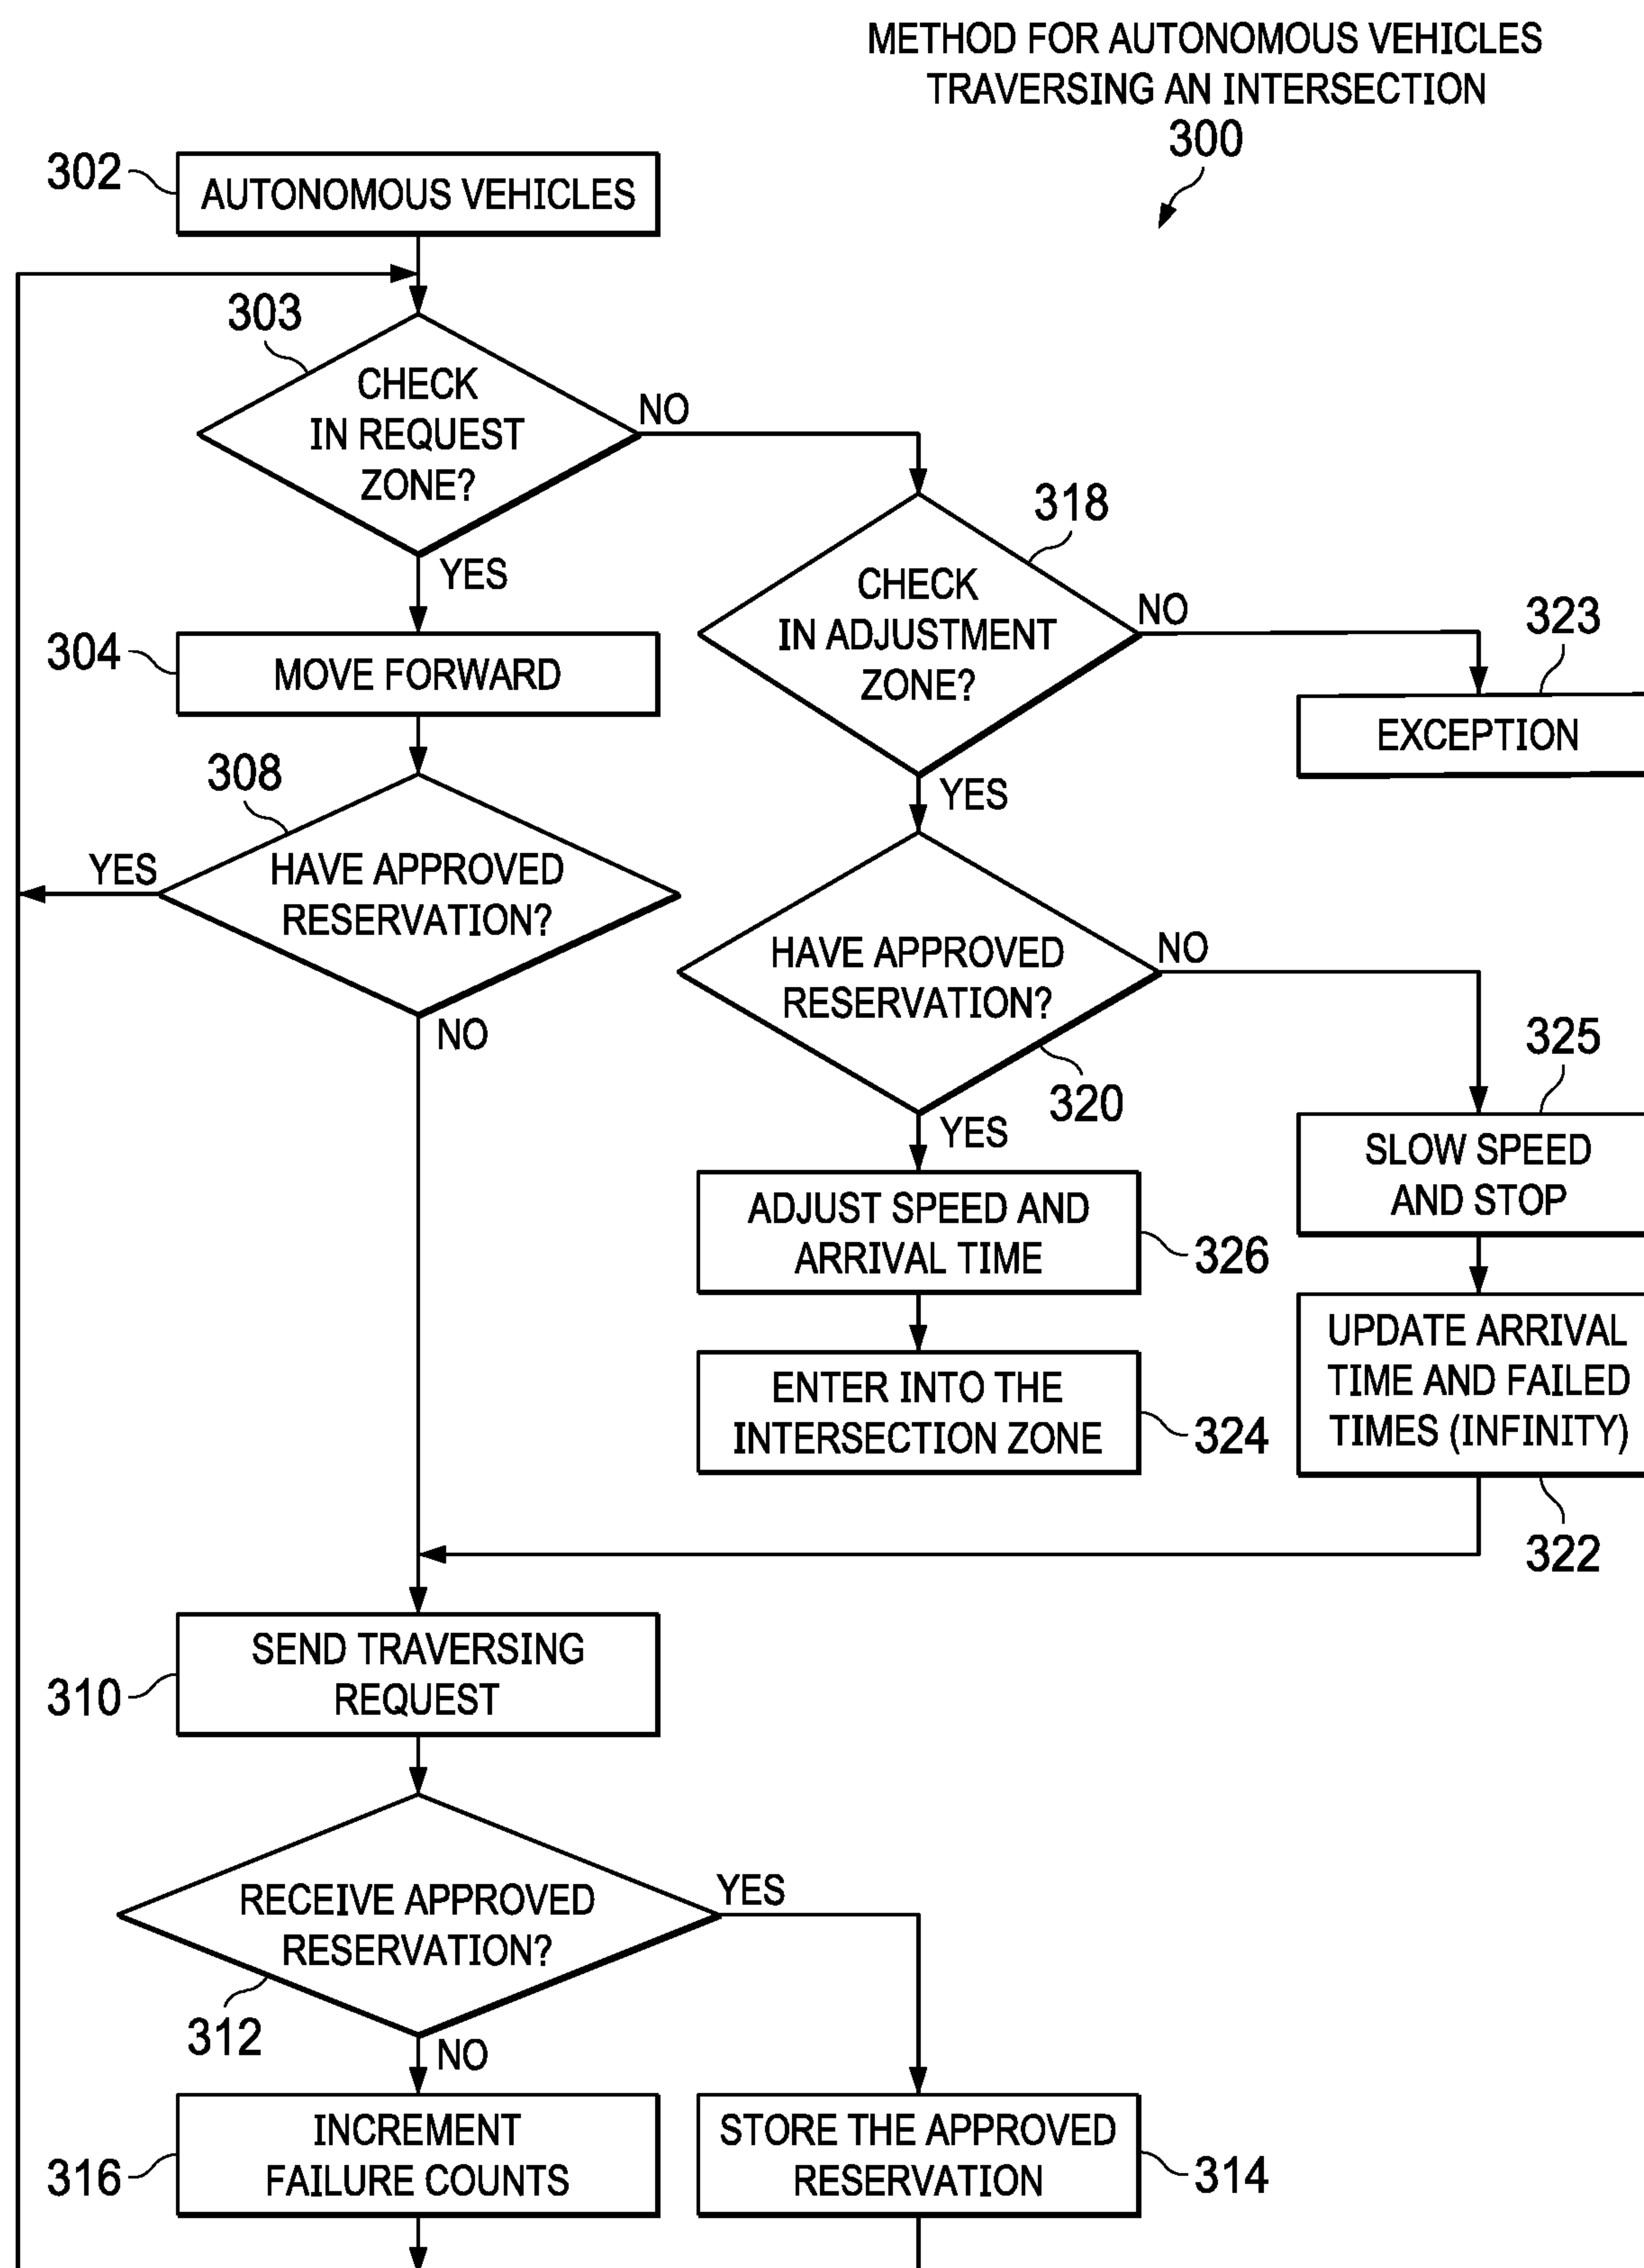 METHOD FOR AUTONOMOUS VEHICLES
TRAVERSING AN INTERSECTION
300
302
AUTONOMOUS VEHICLES
303
CHECK
IN REQUEST
ZONE?
NO
YES
318
CHECK
IN ADJUSTMENT
ZONE?
NO
YES
323
EXCEPTION
304
MOVE FORWARD
308
HAVE APPROVED
RESERVATION?
YES
NO
HAVE APPROVED
RESERVATION?
NO
320
YES
325
SLOW SPEED
AND STOP
ADJUST SPEED AND
ARRIVAL TIME
326
UPDATE ARRIVAL
TIME AND FAILED
TIMES (INFINITY)
322
ENTER INTO THE
INTERSECTION ZONE
324
SEND TRAVERSING
REQUEST
310
RECEIVE APPROVED
RESERVATION?
YES
312
NO
INCREMENT
FAILURE COUNTS
316
STORE THE APPROVED
RESERVATION
314